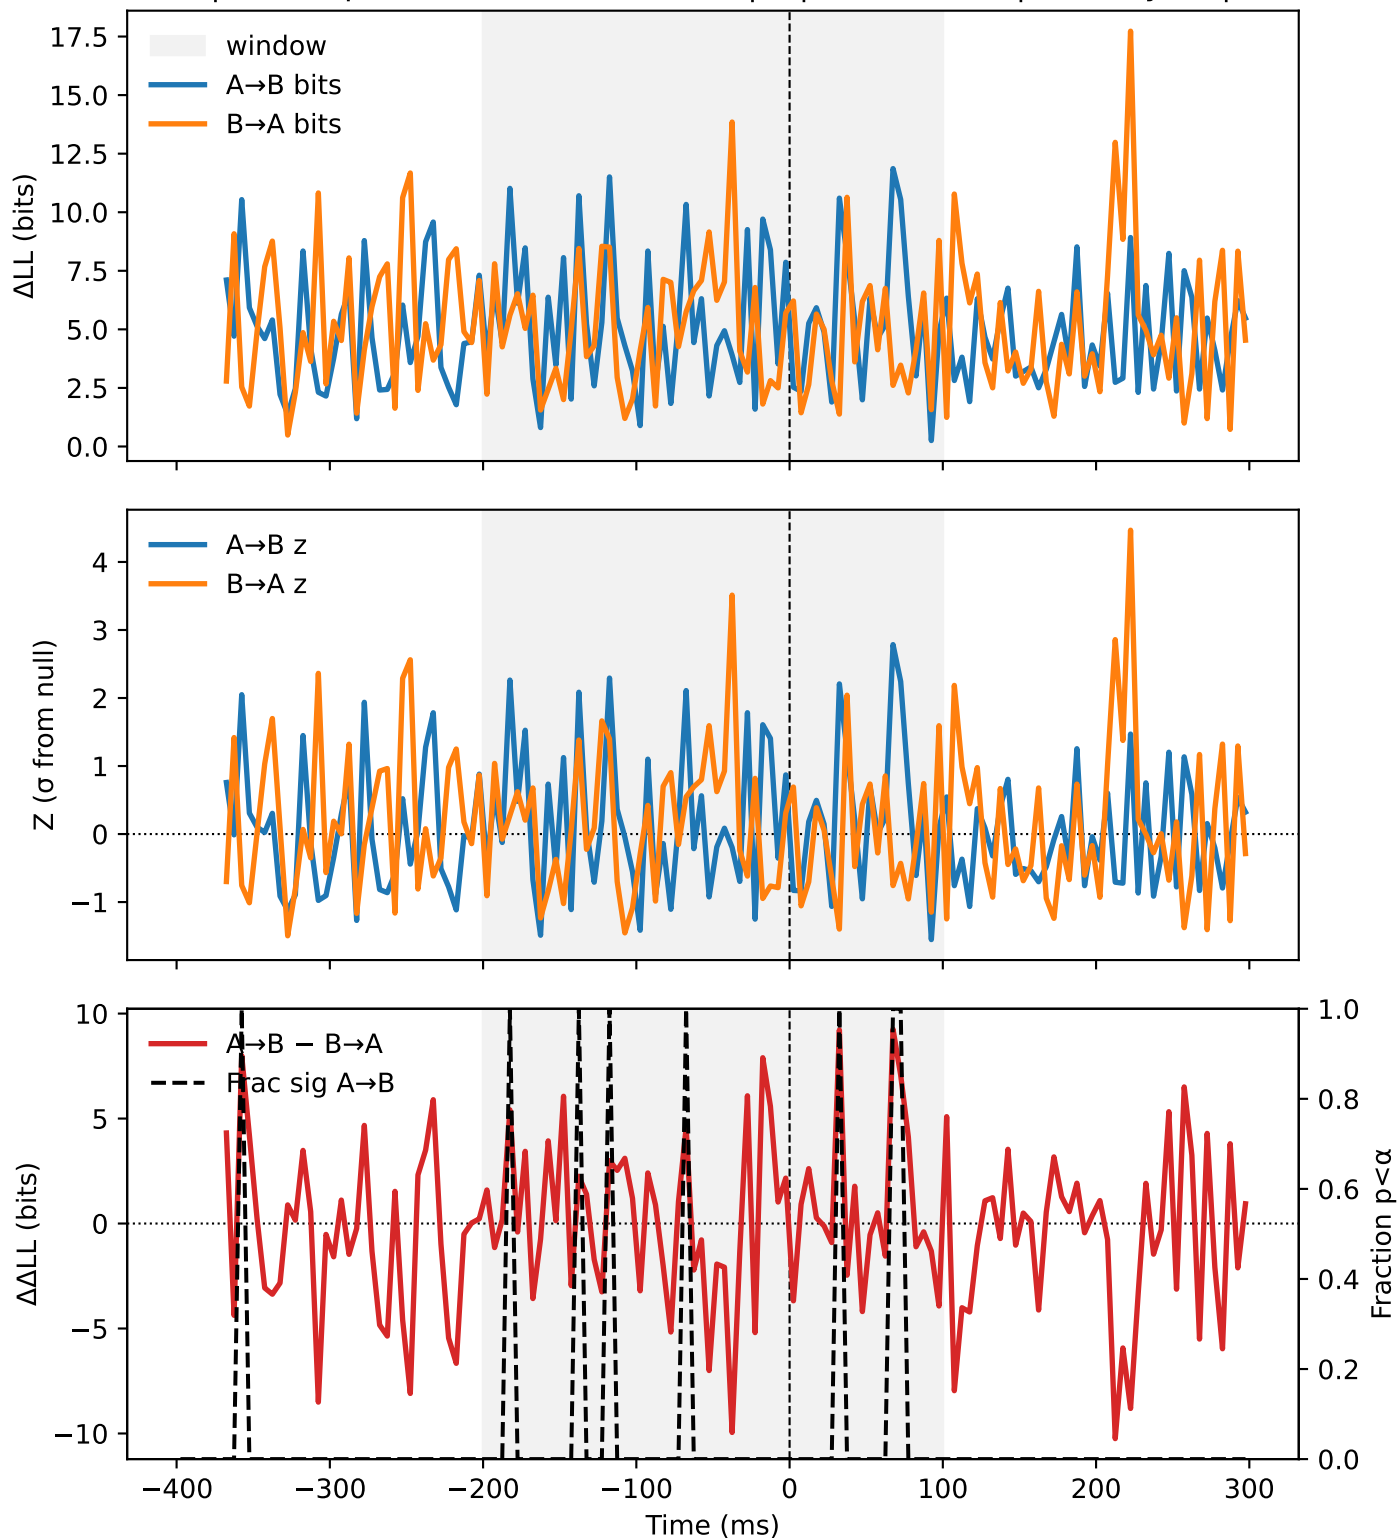 17.5
15.0
12.5
10.0
7.5
5.0
2.5
0.0
ΔLL (bits)
window
A→B bits
B→A bits
4
3
2
1
0
−1
Z (σ from null)
A→B z
B→A z
10
5
0
−5
−10
ΔΔLL (bits)
A→B − B→A
Frac sig A→B
1.0
0.8
0.6
0.4
0.2
0.0
Fraction p<α
−400 −300 −200 −100 0 100 200 300
Time (ms)